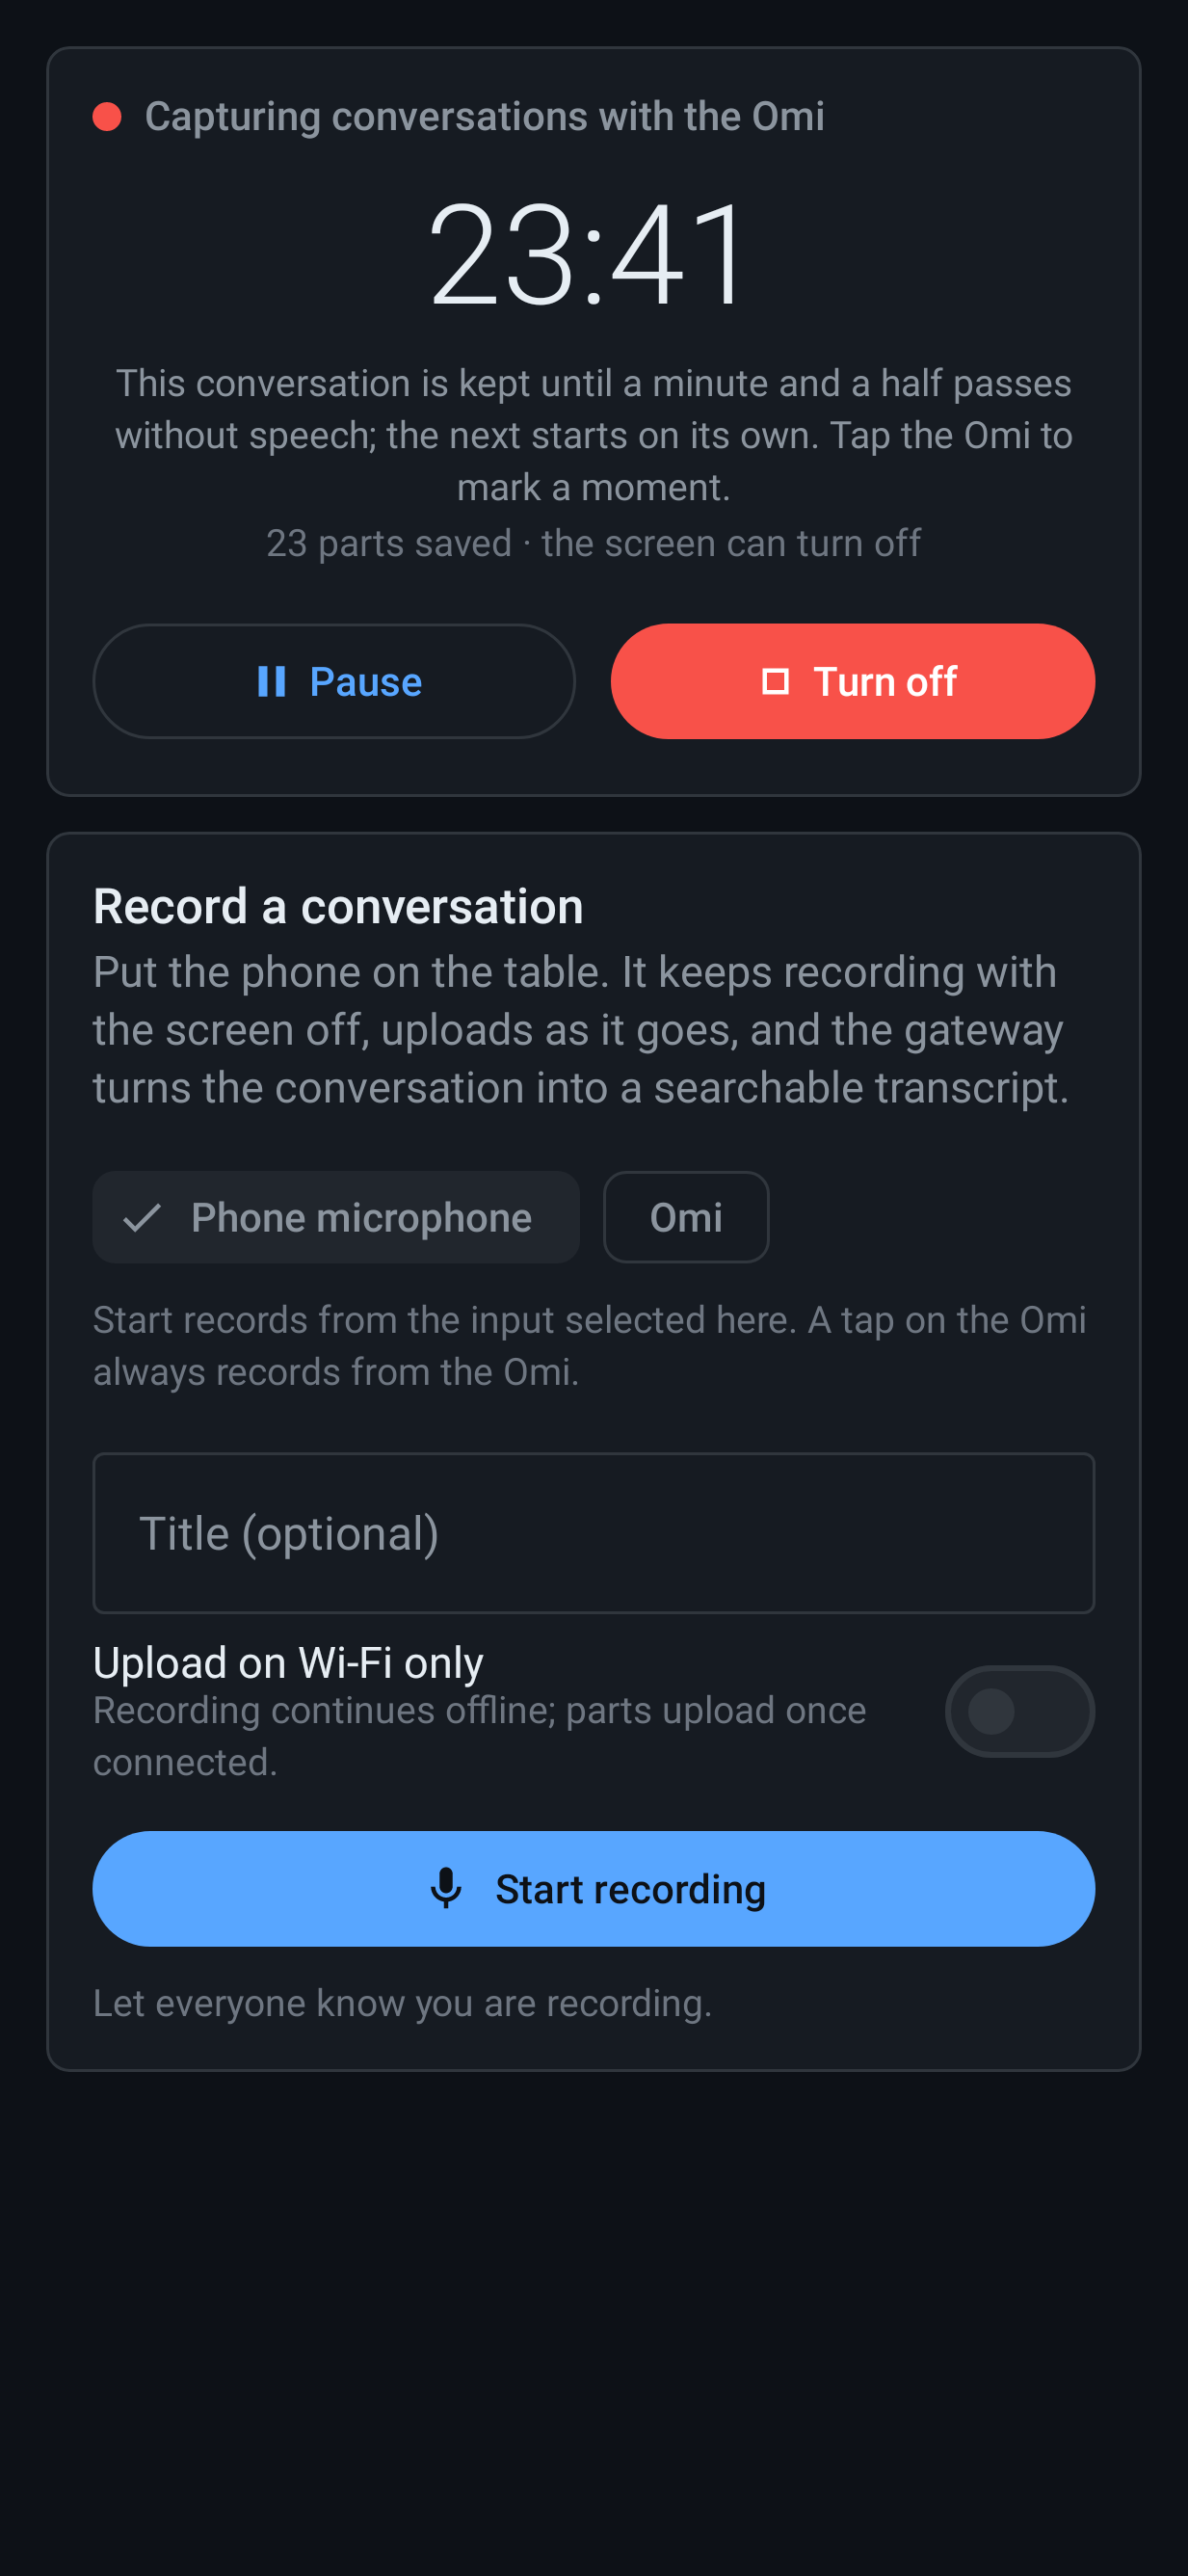 Capturing conversations with the Omi
23:41
This conversation is kept until a minute and a half passes
without speech; the next starts on its own. Tap the Omi to
mark a moment.
23 parts saved · the screen can turn off
Pause
Turn off
Record a conversation
Put the phone on the table. It keeps recording with
the screen off, uploads as it goes, and the gateway
turns the conversation into a searchable transcript.
Phone microphone
Omi
Start records from the input selected here. A tap on the Omi
always records from the Omi.
Title (optional)
Upload on Wi-Fi only
Recording continues offline; parts upload once
connected.
Start recording
Let everyone know you are recording.